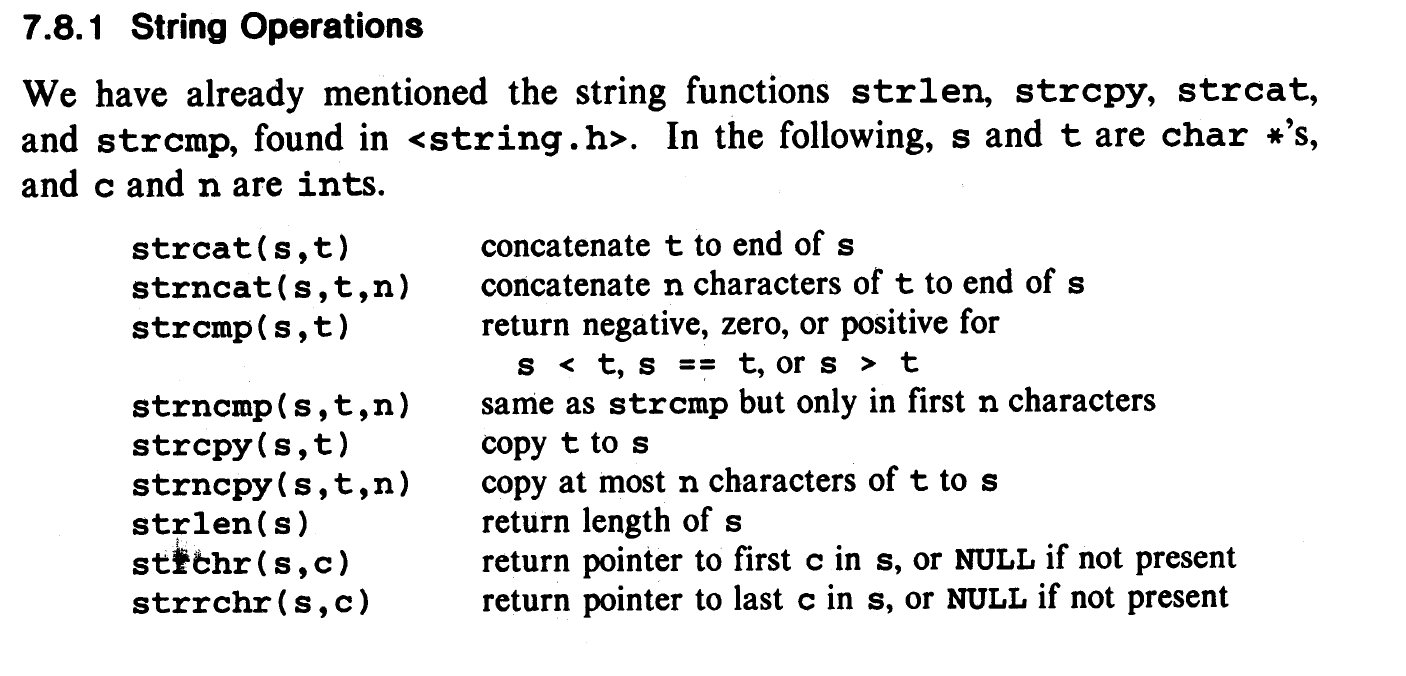 7.8.1 String Operations
We have already mentioned the string functions strlen, strcpy, strcat,
and strcmp, found in <string.h>. In the following, s and t are char *'s,
and c and n are ints.
strcat(s,t) concatenate t to end of s
strncat(s,t,n) concatenate n characters of t to end of s
strcmp(s,t) return negative, zero, or positive for
s < t, s == t, or s > t
strncmp(s,t,n) same as strcmp but only in first n characters
strcpy(s,t) copy t to s
strncpy(s,t,n) copy at most n characters of t to s
strlen(s) return length of s
strchr(s,c) return pointer to first c in s, or NULL if not present
strrchr(s,c) return pointer to last c in s, or NULL if not present